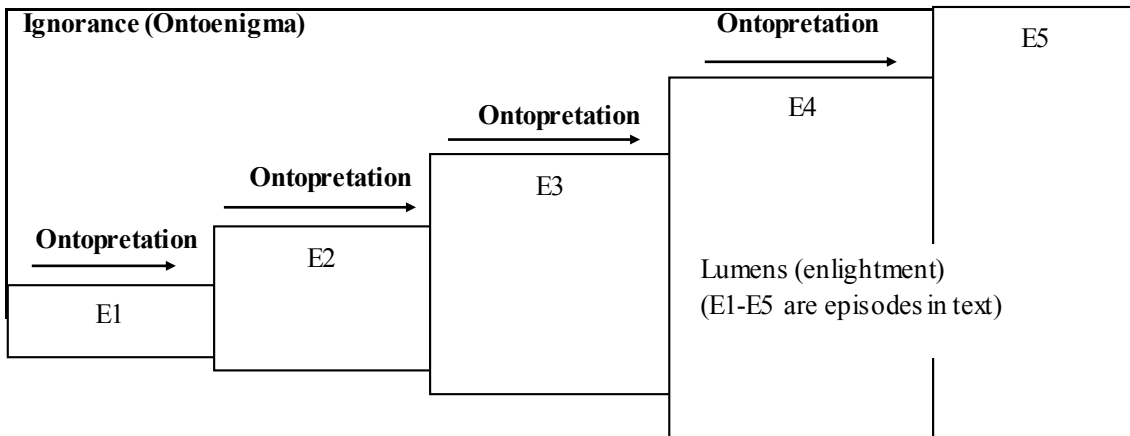 Ignorance (Ontoenigma)
Ontopretation
E5
E4
Ontopretation
E3
Ontopretation
E2
Ontopretation
E1
Lumens (enlightment)
(E1-E5 are episodes in text)